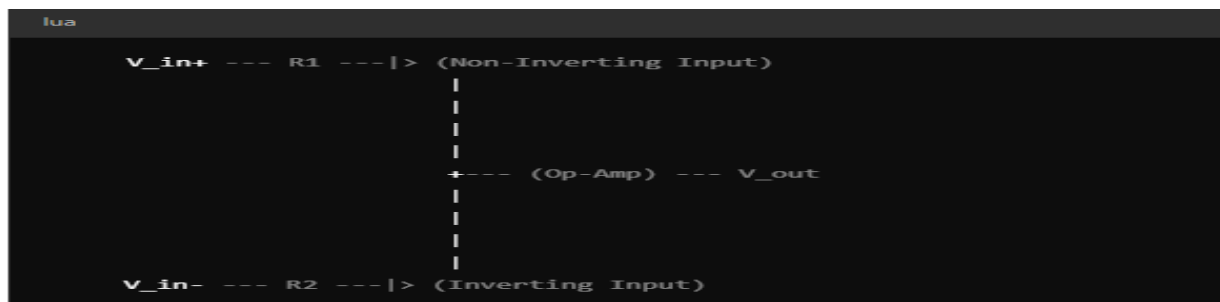 lua
V_in+ --- R1 ---|> (Non-Inverting Input)
|
|
|
|
+--- (Op-Amp) --- V_out
|
|
|
|
V_in- --- R2 ---|> (Inverting Input)